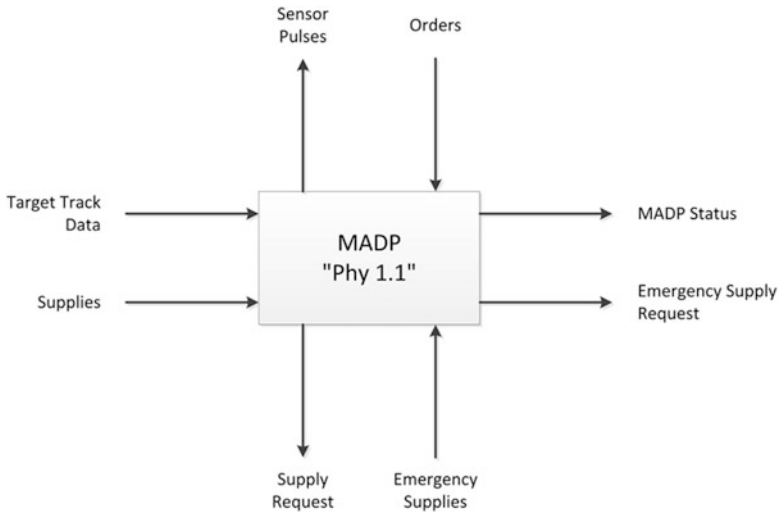 Sensor
Pulses
Orders
Target Track
Data
MADP
"Phy 1.1"
MADP Status
Supplies
Emergency Supply
Request
Supply
Request
Emergency
Supplies